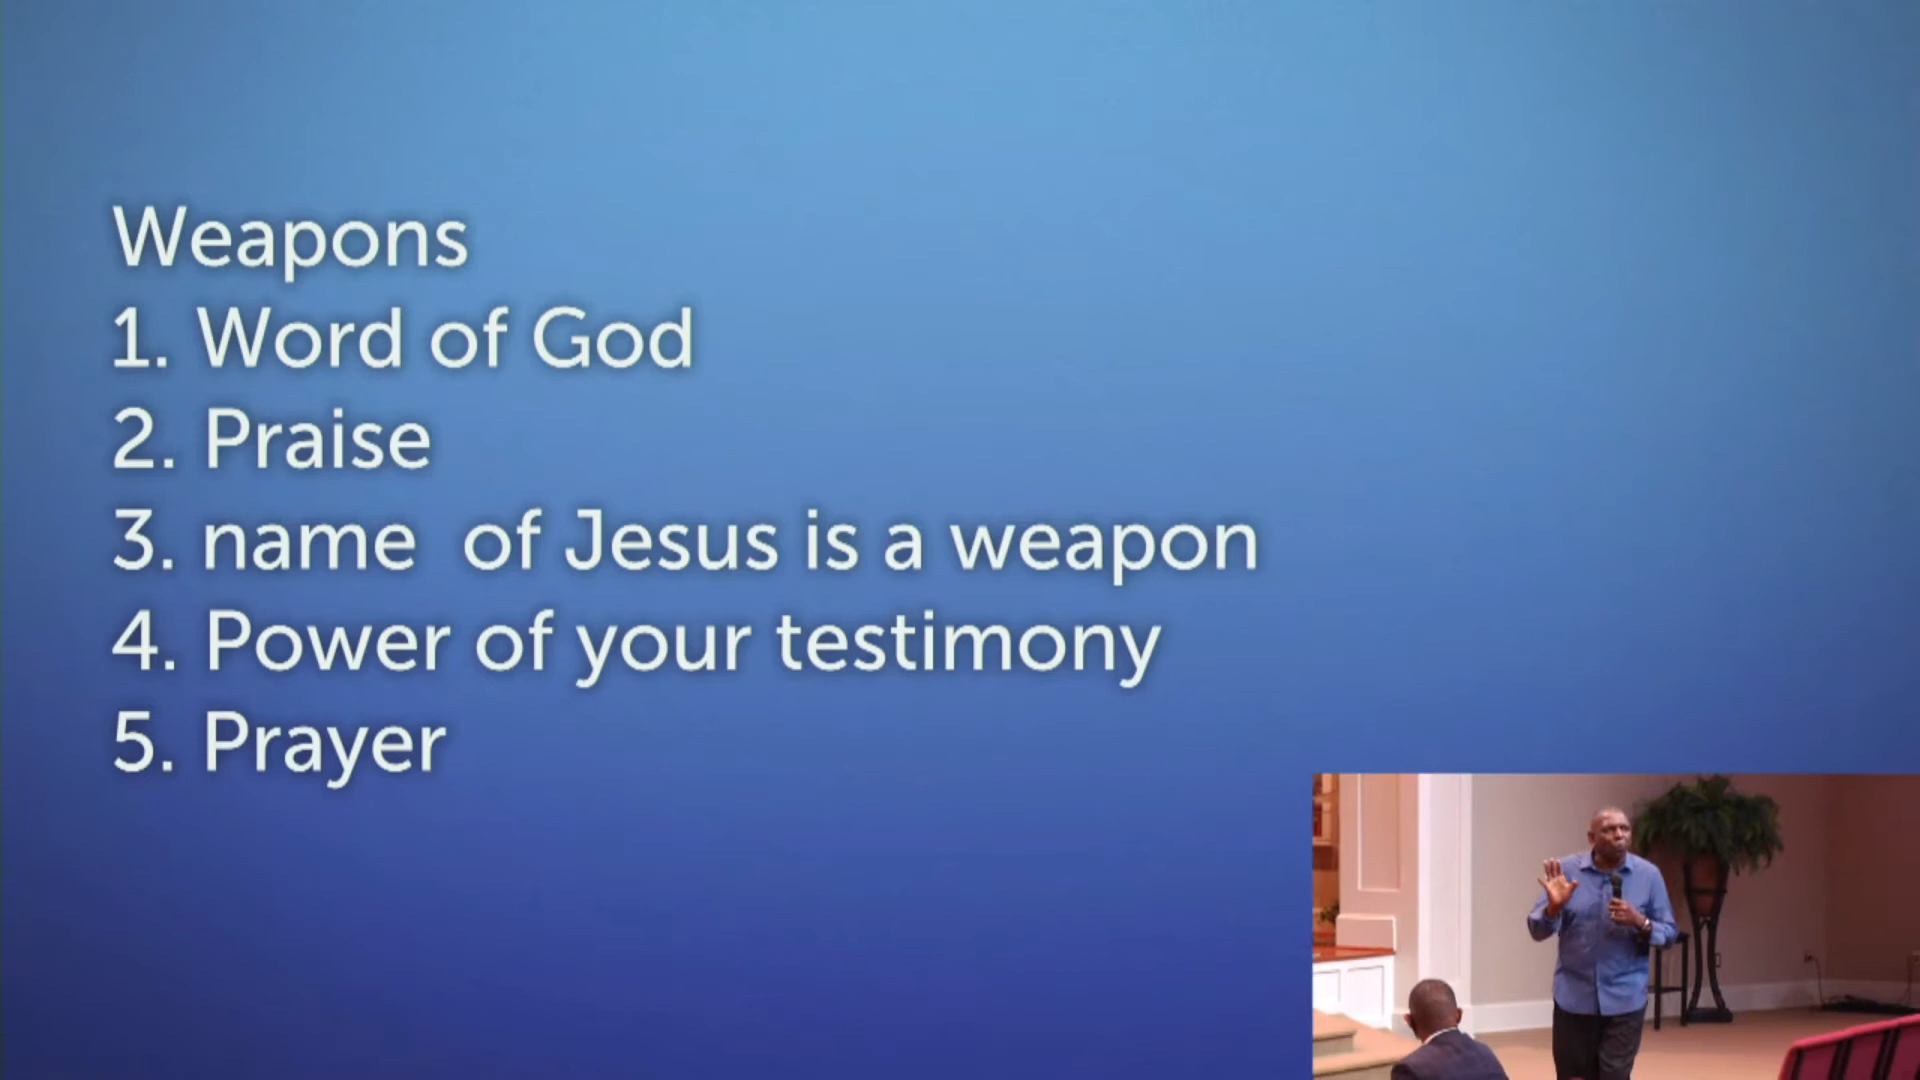 Weapons
1. Word of God
2. Praise
3. name  of Jesus is a weapon
4. Power of your testimony
5. Prayer